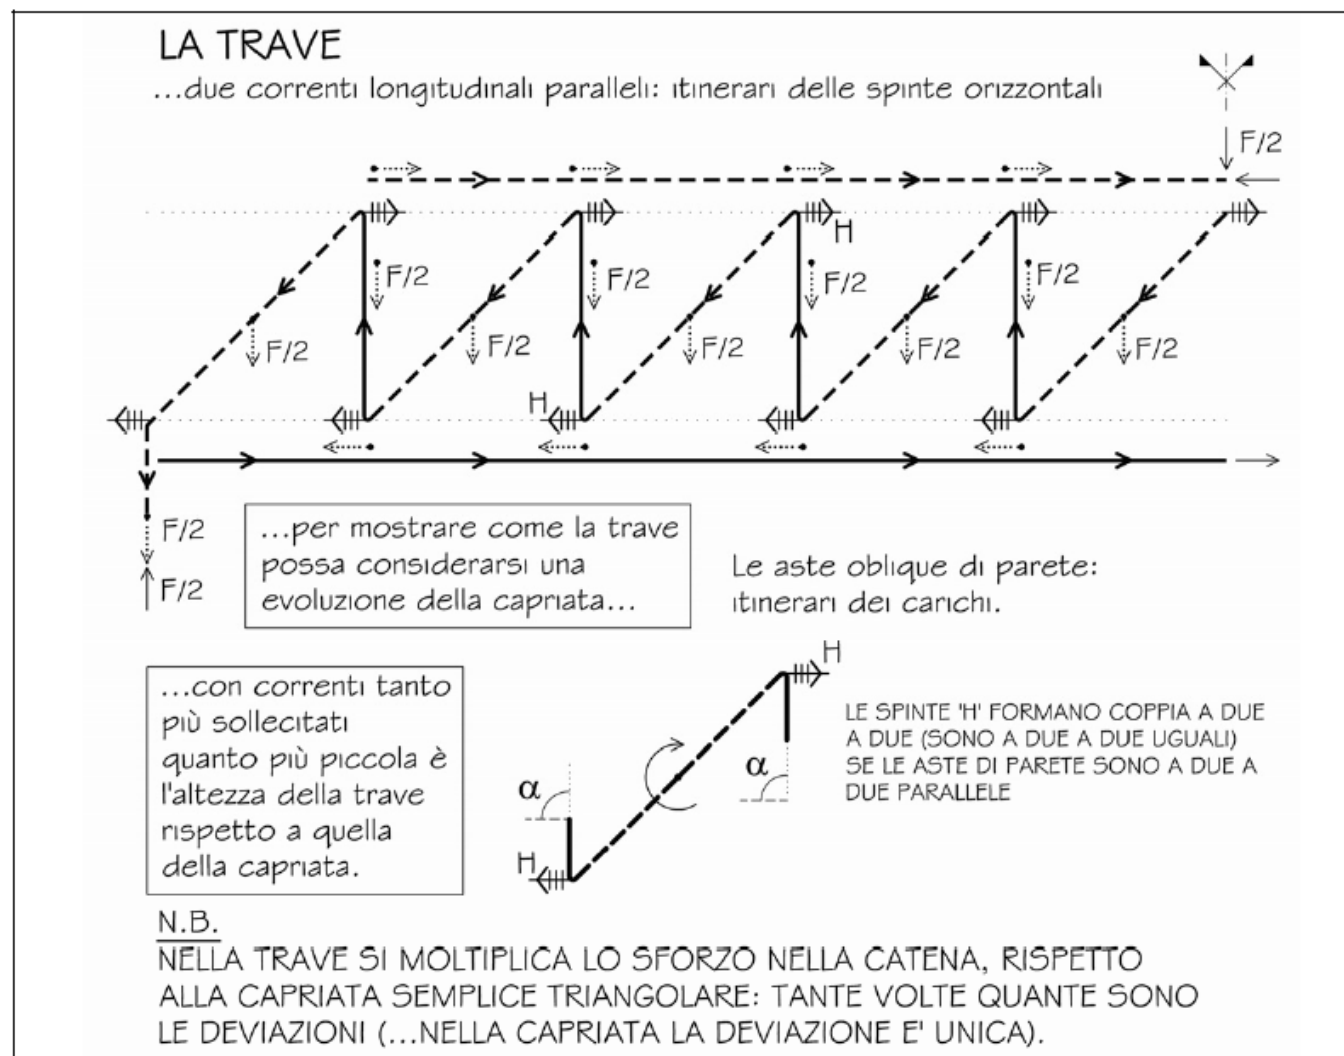 LA TRAVE
...due correnti longitudinali paralleli: itinerari delle spinte orizzontali
F/2
H
F/2
F/2
F/2
F/2
F/2
F/2
F/2
F/2
F/2
H
F/2
F/2
...per mostrare come la trave
possa considerarsi una
evoluzione della capriata...
Le aste oblique di parete:
itinerari dei carichi.
...con correnti tanto
più sollecitati
quanto più piccola è
l'altezza della trave
rispetto a quella
della capriata.
H
α
α
H
LE SPINTE 'H' FORMANO COPPIA A DUE
A DUE (SONO A DUE A DUE UGUALI)
SE LE ASTE DI PARETE SONO A DUE A
DUE PARALLELE
N.B.
NELLA TRAVE SI MOLTIPLICA LO SFORZO NELLA CATENA, RISPETTO
ALLA CAPRIATA SEMPLICE TRIANGOLARE: TANTE VOLTE QUANTE SONO
LE DEVIAZIONI (...NELLA CAPRIATA LA DEVIAZIONE E' UNICA).